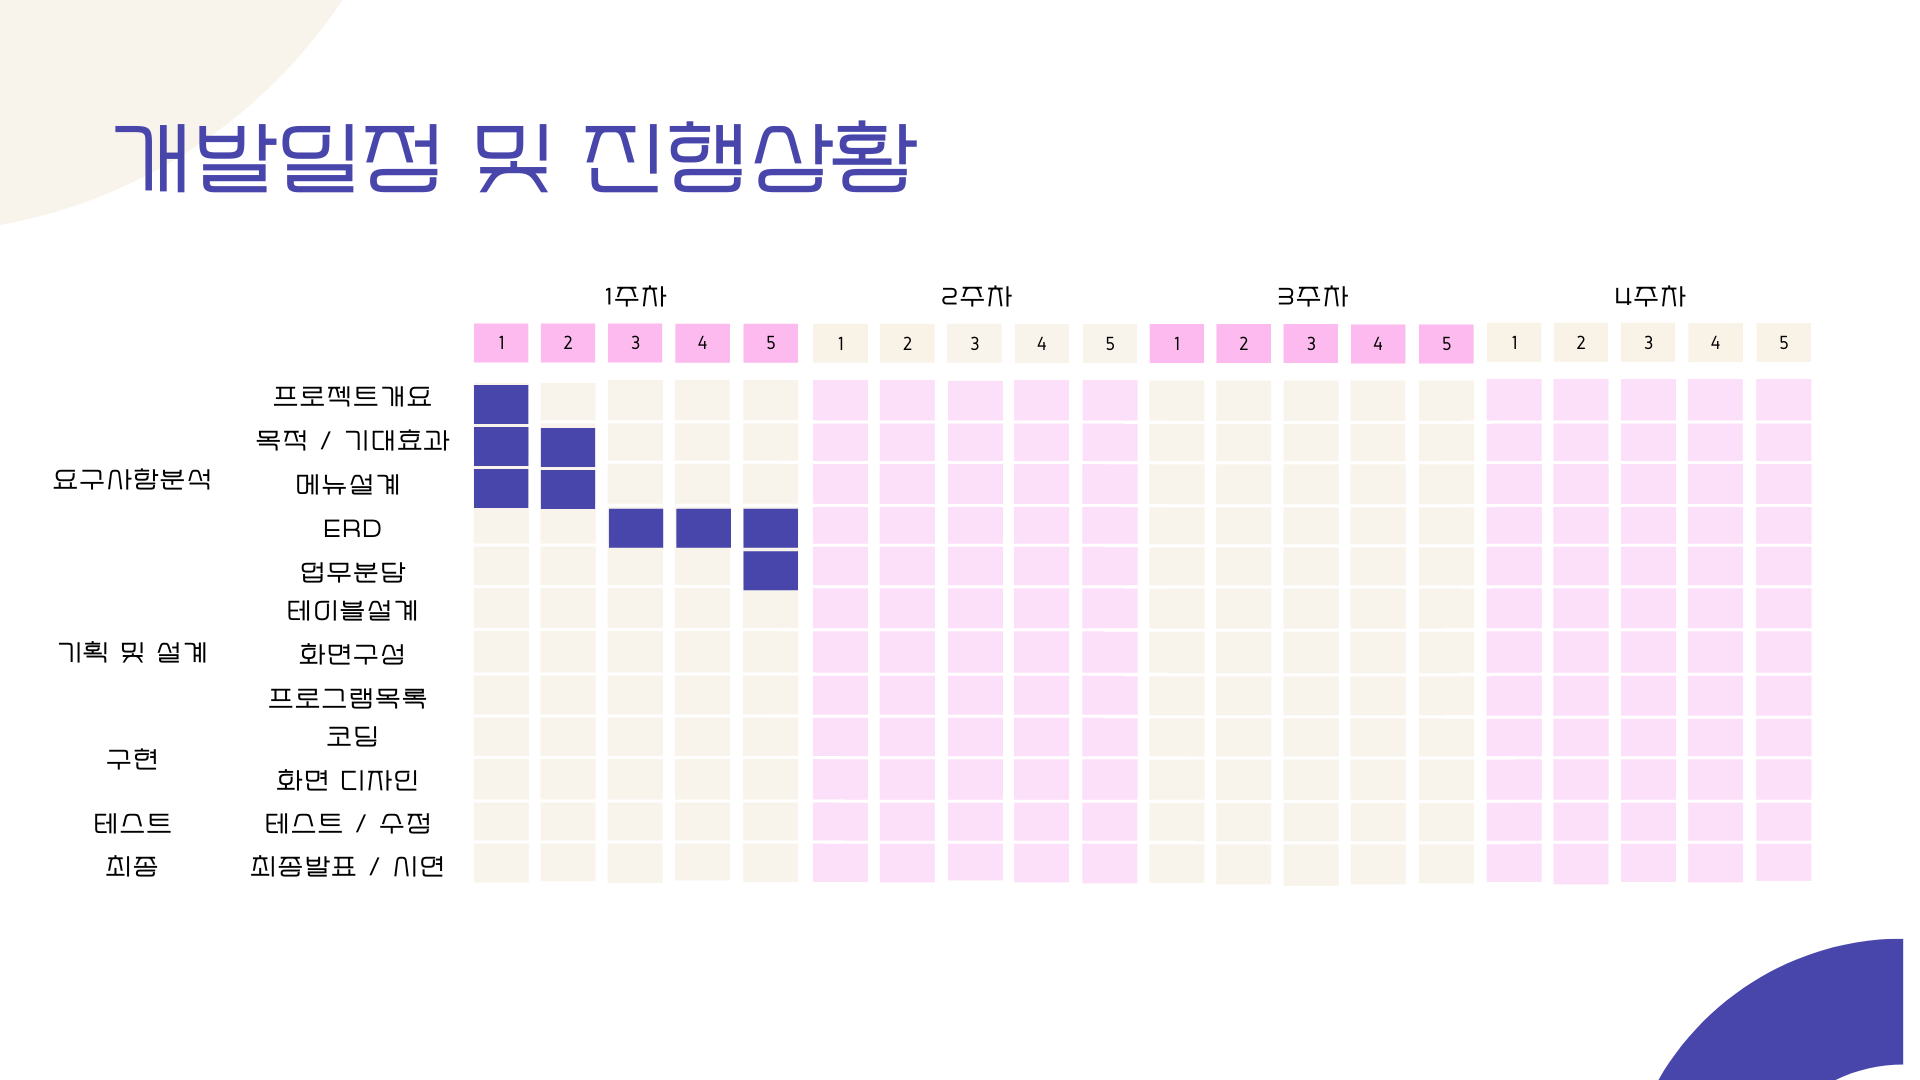 개발일정 및 진행상황
1주차 2주차 3주차 4주차
1 2 3 4 5 1 2 3 4 5 1 2 3 4 5 1 2 3 4 5
프로젝트개요
목적 / 기대효과
요구사항분석
메뉴설계
ERD
업무분담
테이블설계
기획 및 설계
화면구성
프로그램목록
코딩
구현
화면 디자인
테스트 테스트 / 수정
최종 최종발표 / 시연